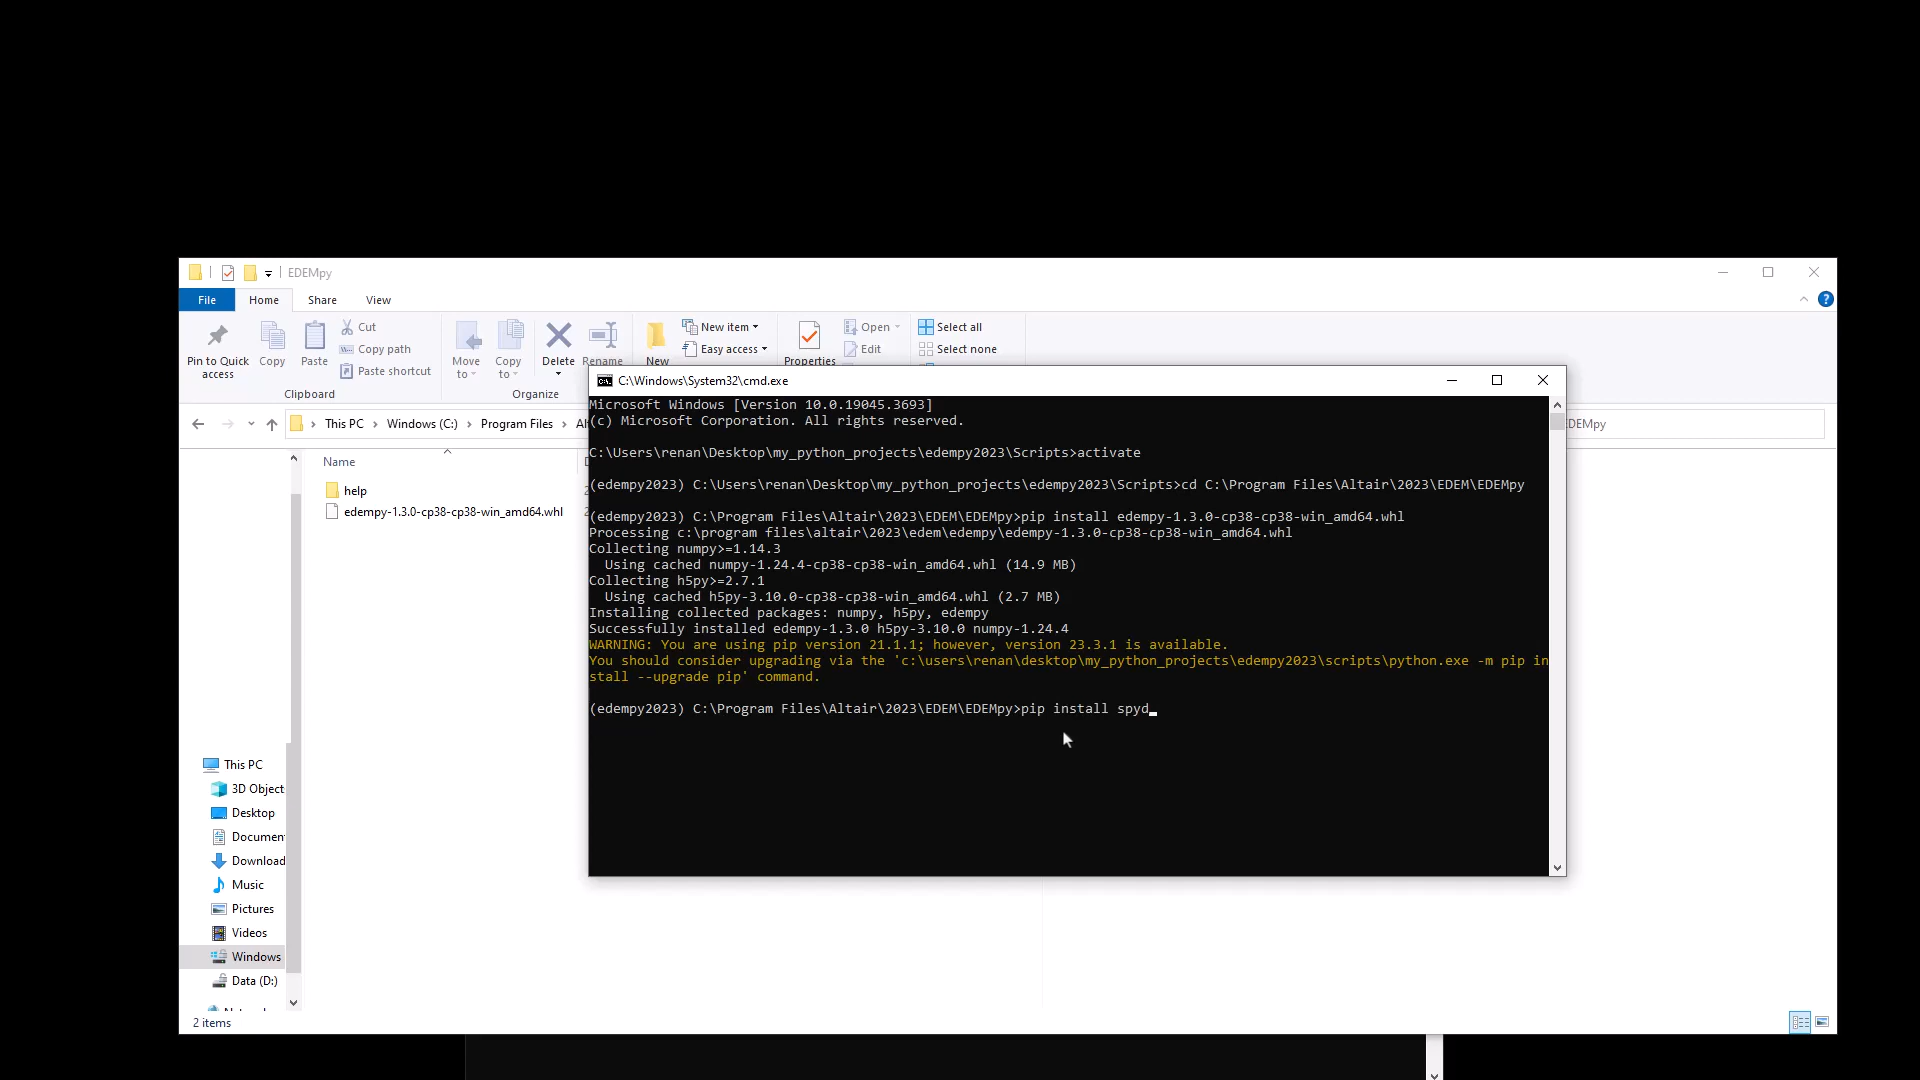 EDEMpy
File Home Share View
Pin to Quick access
Copy
Paste
Cut
Copy path
Paste shortcut
Clipboard
Move to
Copy to
Delete
Rename
Organize
New
New item
Easy access
Properties
Open
Edit
Select all
Select none
This PC > Windows (C:) > Program Files >
Name
help
edempy-1.3.0-cp38-cp38-win_amd64.whl
This PC
3D Object
Desktop
Documen
Download
Music
Pictures
Videos
Windows
Data (D:)
2 items
C:\Windows\System32\cmd.exe
Microsoft Windows [Version 10.0.19045.3693]
(c) Microsoft Corporation. All rights reserved.
C:\Users\renan\Desktop\my_python_projects\edempy2023\Scripts>activate
(edempy2023) C:\Users\renan\Desktop\my_python_projects\edempy2023\Scripts>cd C:\Program Files\Altair\2023\EDEM\EDEMpy
(edempy2023) C:\Program Files\Altair\2023\EDEM\EDEMpy>pip install edempy-1.3.0-cp38-cp38-win_amd64.whl
Processing c:\program files\altair\2023\edem\edempy\edempy-1.3.0-cp38-cp38-win_amd64.whl
Collecting numpy>=1.14.3
Using cached numpy-1.24.4-cp38-cp38-win_amd64.whl (14.9 MB)
Collecting h5py>=2.7.1
Using cached h5py-3.10.0-cp38-cp38-win_amd64.whl (2.7 MB)
Installing collected packages: numpy, h5py, edempy
Successfully installed edempy-1.3.0 h5py-3.10.0 numpy-1.24.4
WARNING: You are using pip version 21.1.1; however, version 23.3.1 is available.
You should consider upgrading via the 'c:\users\renan\desktop\my_python_projects\edempy2023\scripts\python.exe -m pip in
stall --upgrade pip' command.
(edempy2023) C:\Program Files\Altair\2023\EDEM\EDEMpy>pip install spyd_